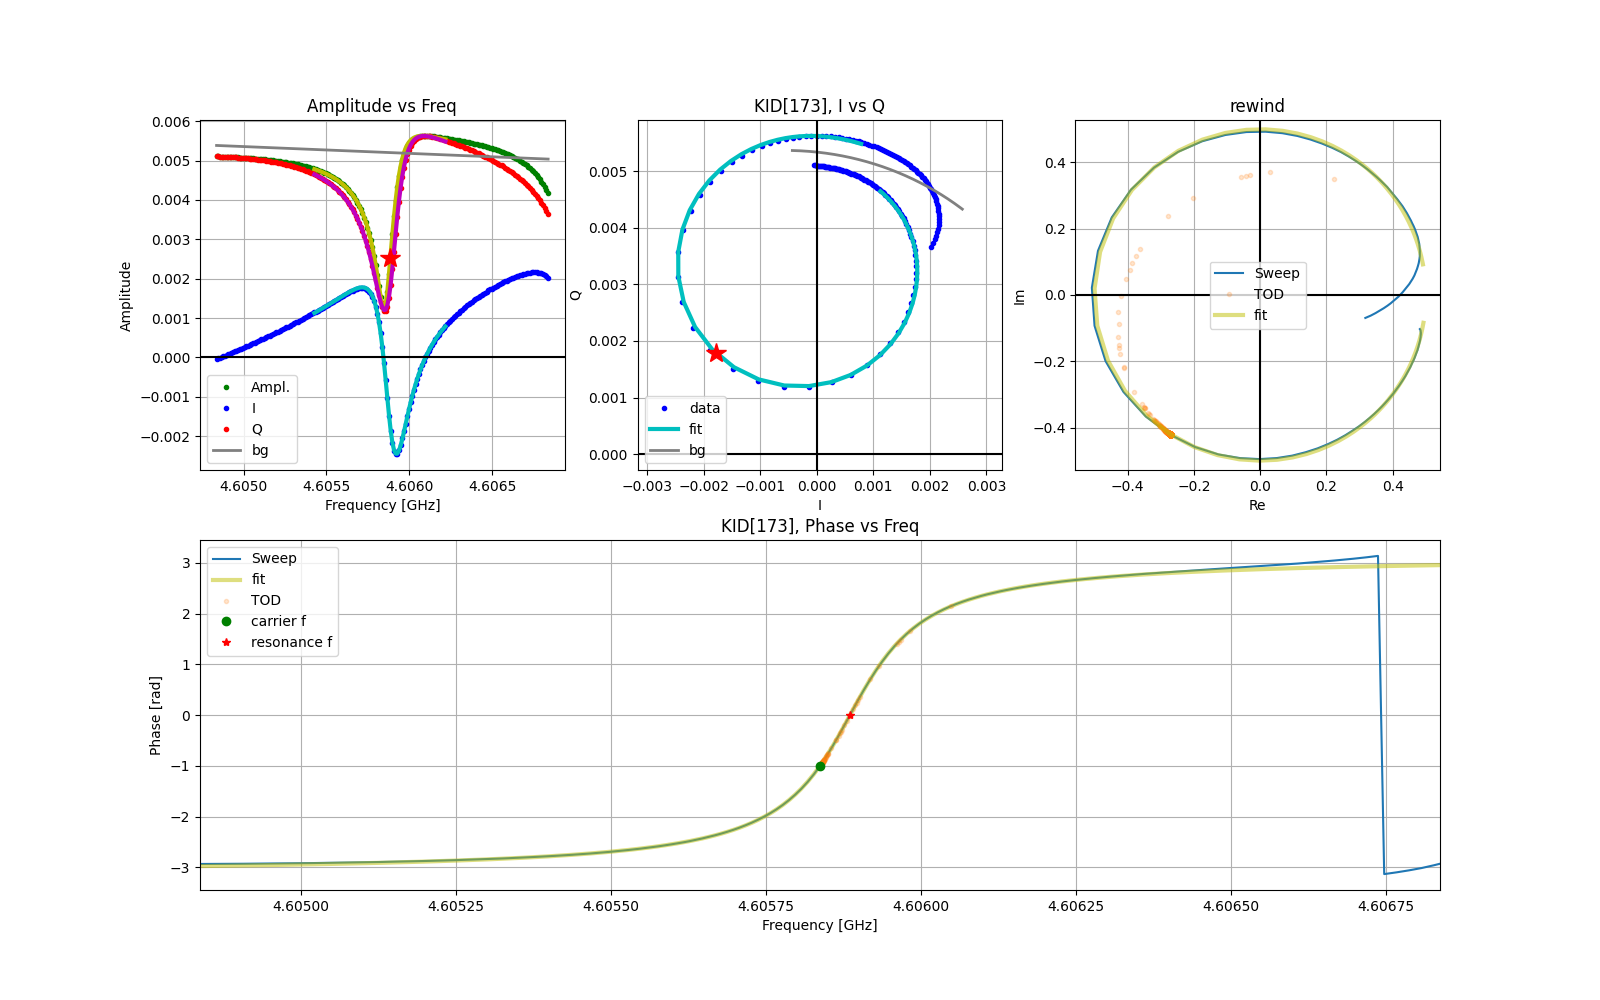 Amplitude vs Freq
0.006
0.005
0.004
0.003
0.002
0.001
0.000
−0.001
−0.002
Amplitude
Ampl.
I
Q
bg
4.6050 4.6055 4.6060 4.6065
Frequency [GHz]
KID[173], I vs Q
0.005
0.004
0.003
0.002
0.001
0.000
Q
data
fit
bg
−0.003 −0.002 −0.001 0.000 0.001 0.002 0.003
I
rewind
0.4
0.2
0.0
−0.2
−0.4
Im
Sweep
TOD
fit
−0.4 −0.2 0.0 0.2 0.4
Re
KID[173], Phase vs Freq
3
2
1
0
−1
−2
−3
Phase [rad]
Sweep
fit
TOD
carrier f
resonance f
4.60500 4.60525 4.60550 4.60575 4.60600 4.60625 4.60650 4.60675
Frequency [GHz]